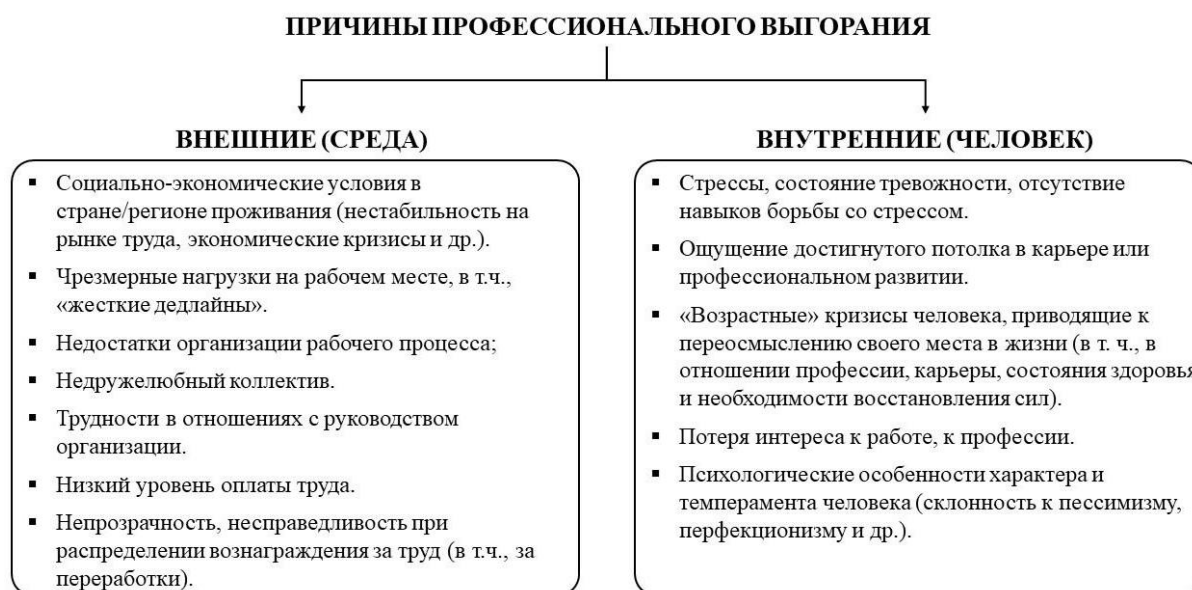 ПРИЧИНЫ ПРОФЕССИОНАЛЬНОГО ВЫГОРАНИЯ
ВНЕШНИЕ (СРЕДА)
▪ Социально-экономические условия в
стране/регионе проживания (нестабильность на
рынке труда, экономические кризисы и др.).
▪ Чрезмерные нагрузки на рабочем месте, в т.ч.,
«жесткие дедлайны».
▪ Недостатки организации рабочего процесса;
▪ Недружелюбный коллектив.
▪ Трудности в отношениях с руководством
организации.
▪ Низкий уровень оплаты труда.
▪ Непрозрачность, несправедливость при
распределении вознаграждения за труд (в т.ч., за
переработки).
ВНУТРЕННИЕ (ЧЕЛОВЕК)
▪ Стрессы, состояние тревожности, отсутствие
навыков борьбы со стрессом.
▪ Ощущение достигнутого потолка в карьере или
профессиональном развитии.
▪ «Возрастные» кризисы человека, приводящие к
переосмыслению своего места в жизни (в т. ч., в
отношении профессии, карьеры, состояния здоровья
и необходимости восстановления сил).
▪ Потеря интереса к работе, к профессии.
▪ Психологические особенности характера и
темперамента человека (склонность к пессимизму,
перфекционизму и др.).